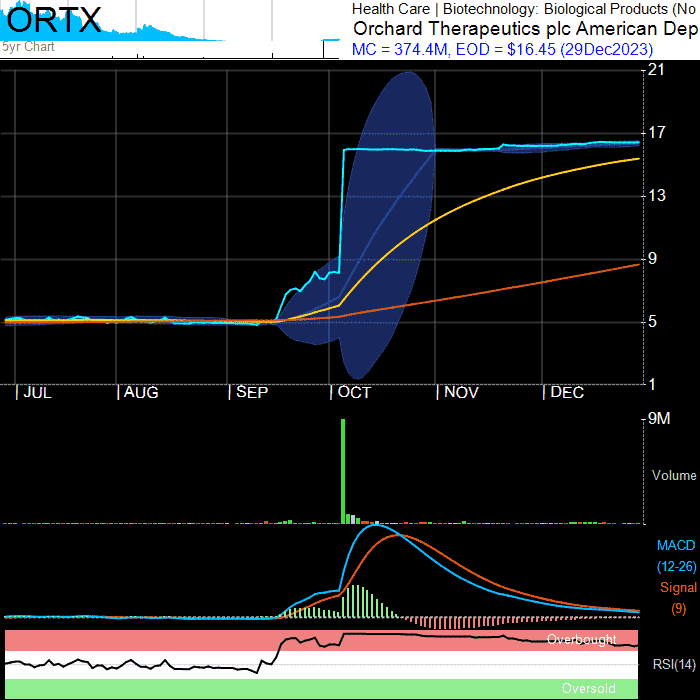 ORTX
5yr Chart
Health Care | Biotechnology: Biological Products (No
Orchard Therapeutics plc American Dep
MC = 374.4M, EOD = $16.45 (29Dec2023)
21
17
13
9
5
1
JUL AUG SEP OCT NOV DEC
9M
Volume
MACD
(12-26)
Signal
(9)
Overbought
RSI(14)
Oversold